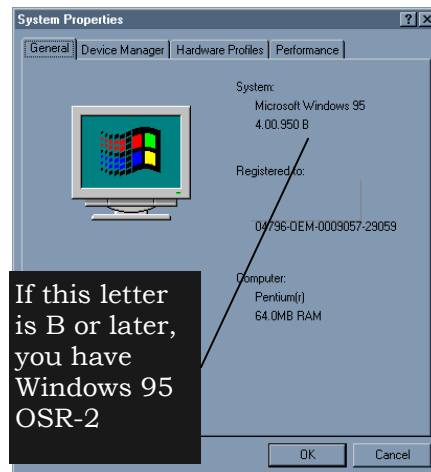 System Properties
General Device Manager Hardware Profiles Performance
System:
Microsoft Windows 95
4.00.950 B
Registered to:
04796-OEM-0009057-29059
Computer:
Pentium(r)
64.0MB RAM
If this letter
is B or later,
you have
Windows 95
OSR-2
OK Cancel